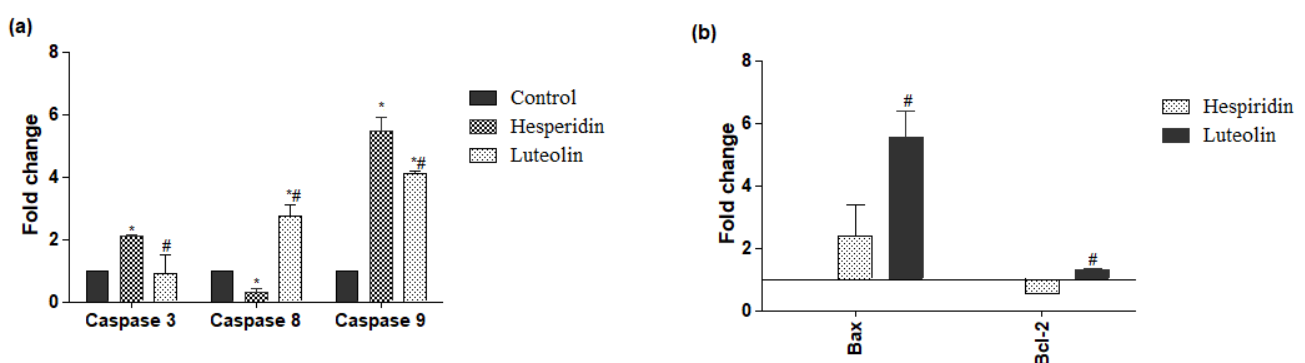 (a)
8
6
4
2
0
Fold change
*
#
*
*#
*
*#
Caspase 3 Caspase 8 Caspase 9
Control
Hesperidin
Luteolin
(b)
8
6
4
2
0
Fold change
#
#
Bax
Bcl-2
Hespiridin
Luteolin